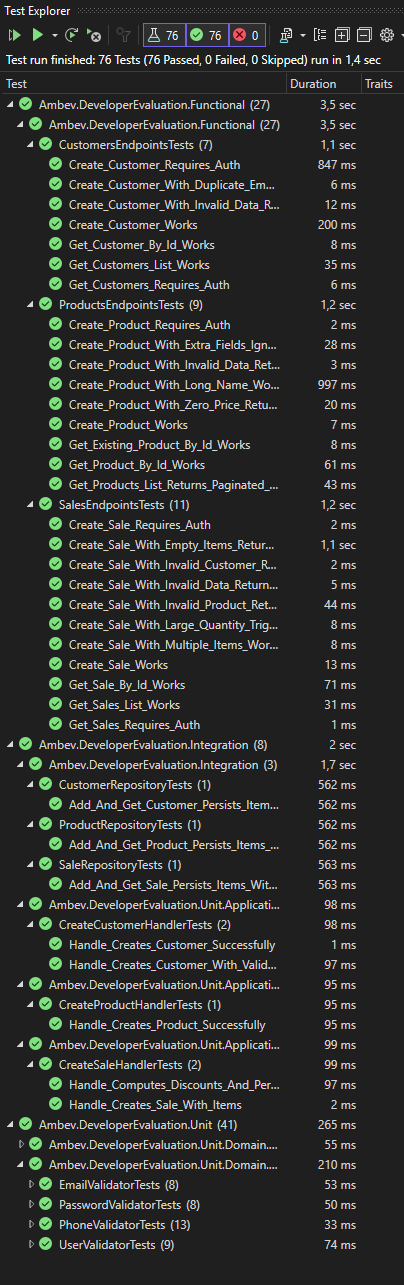 Test Explorer
76 76 0
Test run finished: 76 Tests (76 Passed, 0 Failed, 0 Skipped) run in 1,4 sec
Test Duration Traits
Ambev.DeveloperEvaluation.Functional (27) 3,5 sec
Ambev.DeveloperEvaluation.Functional (27) 3,5 sec
CustomersEndpointsTests (7) 1,1 sec
Create_Customer_Requires_Auth 847 ms
Create_Customer_With_Duplicate_Em... 6 ms
Create_Customer_With_Invalid_Data_R... 12 ms
Create_Customer_Works 200 ms
Get_Customer_By_Id_Works 8 ms
Get_Customers_List_Works 35 ms
Get_Customers_Requires_Auth 6 ms
ProductsEndpointsTests (9) 1,2 sec
Create_Product_Requires_Auth 2 ms
Create_Product_With_Extra_Fields_Ign... 28 ms
Create_Product_With_Invalid_Data_Ret... 3 ms
Create_Product_With_Long_Name_Wo... 997 ms
Create_Product_With_Zero_Price_Retu... 20 ms
Create_Product_Works 7 ms
Get_Existing_Product_By_Id_Works 8 ms
Get_Product_By_Id_Works 61 ms
Get_Products_List_Returns_Paginated_... 43 ms
SalesEndpointsTests (11) 1,2 sec
Create_Sale_Requires_Auth 2 ms
Create_Sale_With_Empty_Items_Retur... 1,1 sec
Create_Sale_With_Invalid_Customer_R... 2 ms
Create_Sale_With_Invalid_Data_Return... 5 ms
Create_Sale_With_Invalid_Product_Ret... 44 ms
Create_Sale_With_Large_Quantity_Trig... 8 ms
Create_Sale_With_Multiple_Items_Wor... 8 ms
Create_Sale_Works 13 ms
Get_Sale_By_Id_Works 71 ms
Get_Sales_List_Works 31 ms
Get_Sales_Requires_Auth 1 ms
Ambev.DeveloperEvaluation.Integration (8) 2 sec
Ambev.DeveloperEvaluation.Integration (3) 1,7 sec
CustomerRepositoryTests (1) 562 ms
Add_And_Get_Customer_Persists_Item... 562 ms
ProductRepositoryTests (1) 562 ms
Add_And_Get_Product_Persists_Items_... 562 ms
SaleRepositoryTests (1) 563 ms
Add_And_Get_Sale_Persists_Items_Wit... 563 ms
Ambev.DeveloperEvaluation.Unit.Applicati... 98 ms
CreateCustomerHandlerTests (2) 98 ms
Handle_Creates_Customer_Successfully 1 ms
Handle_Creates_Customer_With_Valid... 97 ms
Ambev.DeveloperEvaluation.Unit.Applicati... 95 ms
CreateProductHandlerTests (1) 95 ms
Handle_Creates_Product_Successfully 95 ms
Ambev.DeveloperEvaluation.Unit.Applicati... 99 ms
CreateSaleHandlerTests (2) 99 ms
Handle_Computes_Discounts_And_Per... 97 ms
Handle_Creates_Sale_With_Items 2 ms
Ambev.DeveloperEvaluation.Unit (41) 265 ms
Ambev.DeveloperEvaluation.Unit.Domain.... 55 ms
Ambev.DeveloperEvaluation.Unit.Domain.... 210 ms
EmailValidatorTests (8) 53 ms
PasswordValidatorTests (8) 50 ms
PhoneValidatorTests (13) 33 ms
UserValidatorTests (9) 74 ms